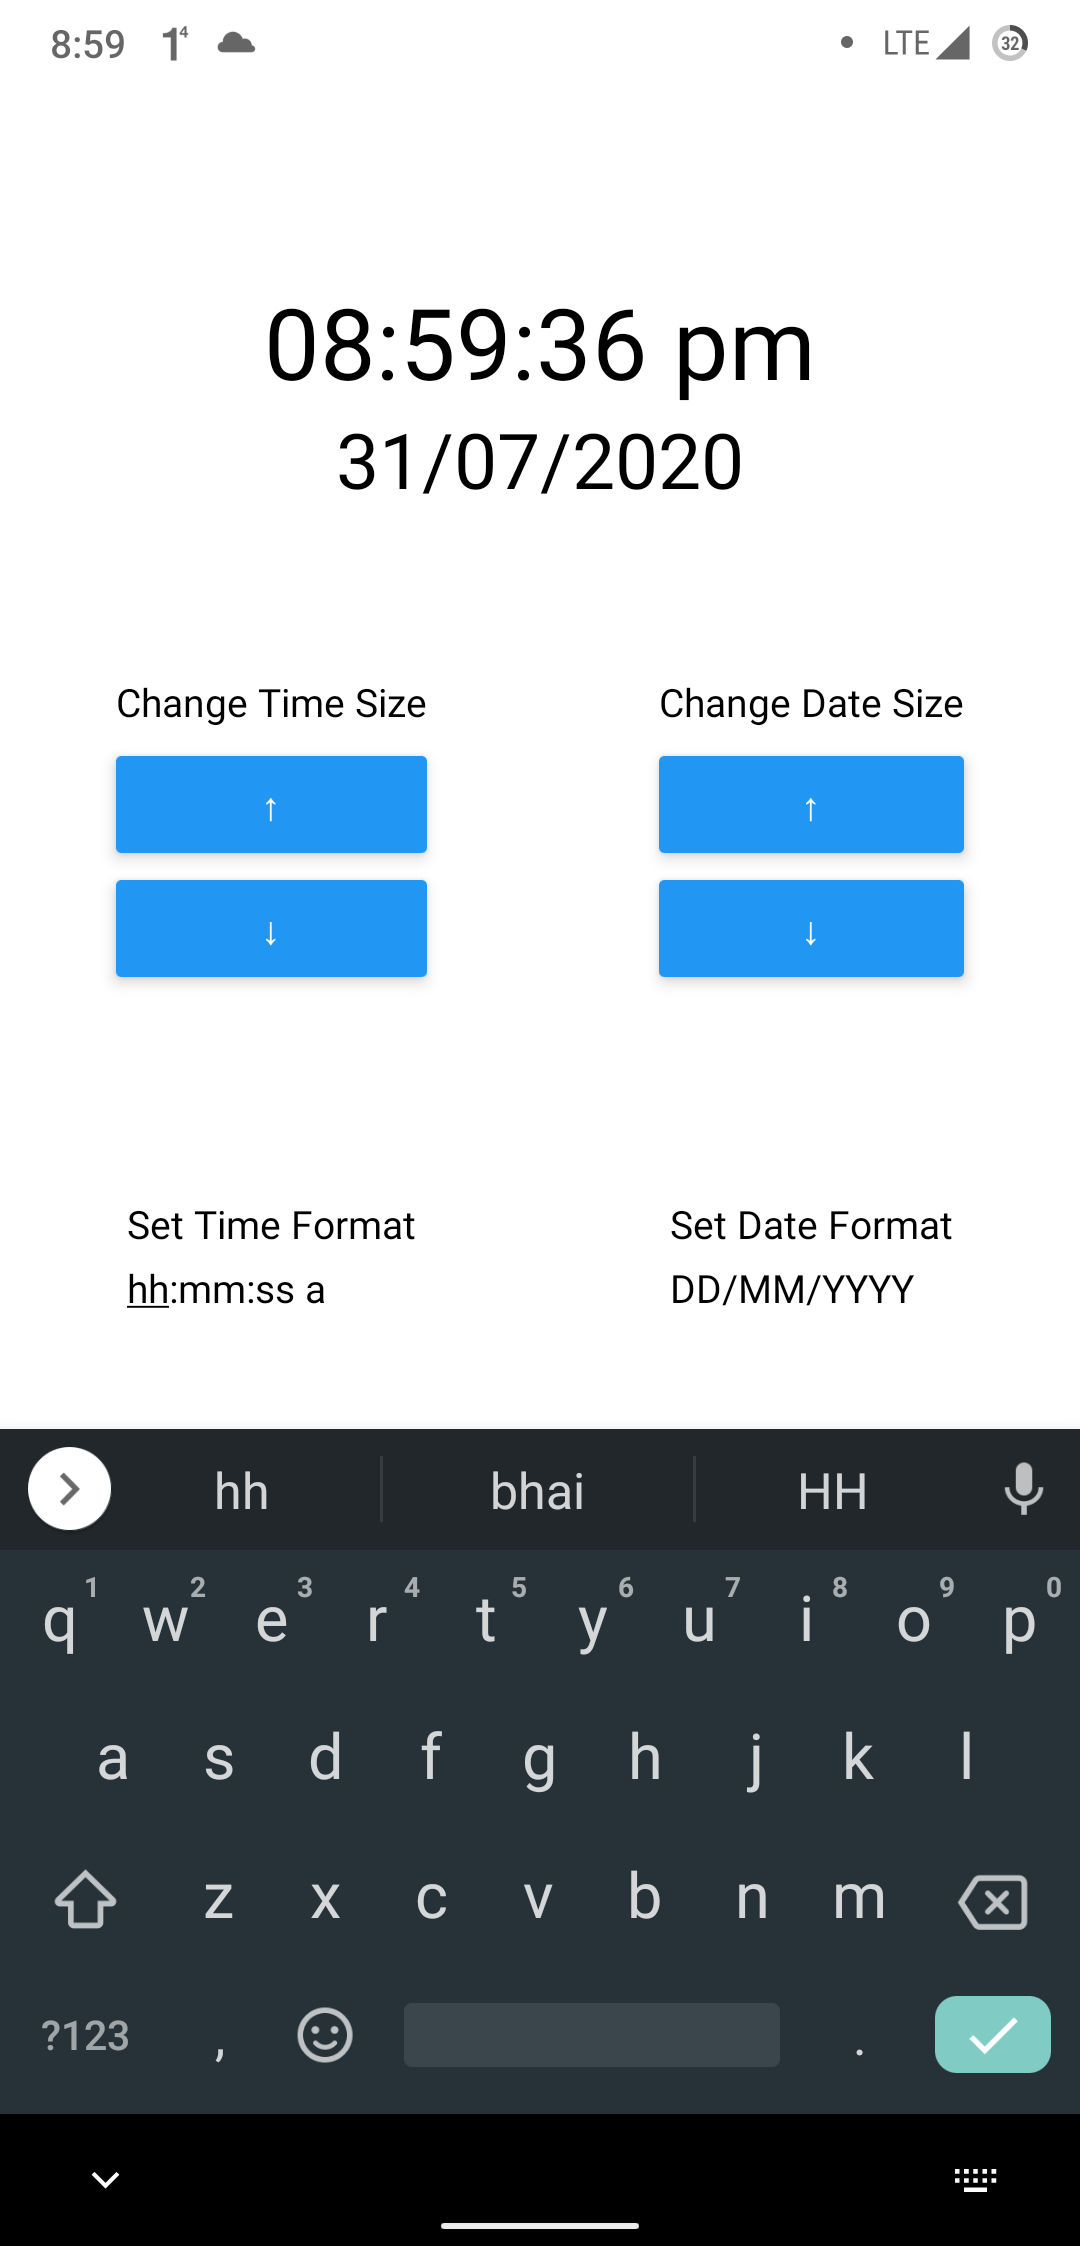 8:59 1 4 LTE 32
08:59:36 pm
31/07/2020
Change Time Size Change Date Size
↑ ↑
↓ ↓
Set Time Format Set Date Format
hh:mm:ss a DD/MM/YYYY
hh bhai HH
q 1 w 2 e 3 r 4 t 5 y 6 u 7 i 8 o 9 p 0
a s d f g h j k l
z x c v b n m
?123 , .